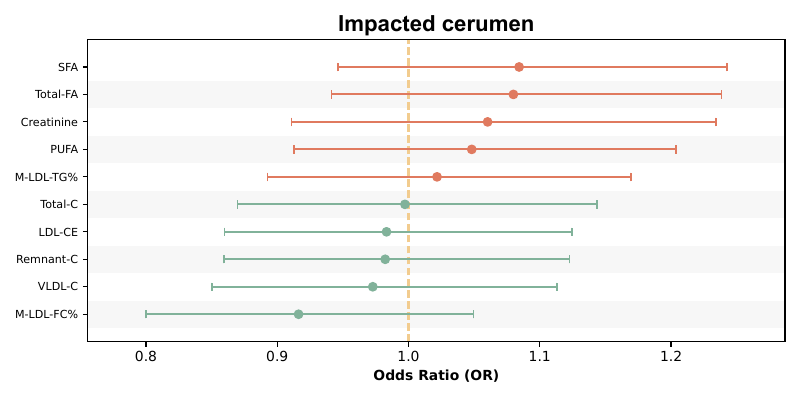 Impacted cerumen
SFA
Total-FA
Creatinine
PUFA
M-LDL-TG%
Total-C
LDL-CE
Remnant-C
VLDL-C
M-LDL-FC%
0.8 0.9 1.0 1.1 1.2
Odds Ratio (OR)